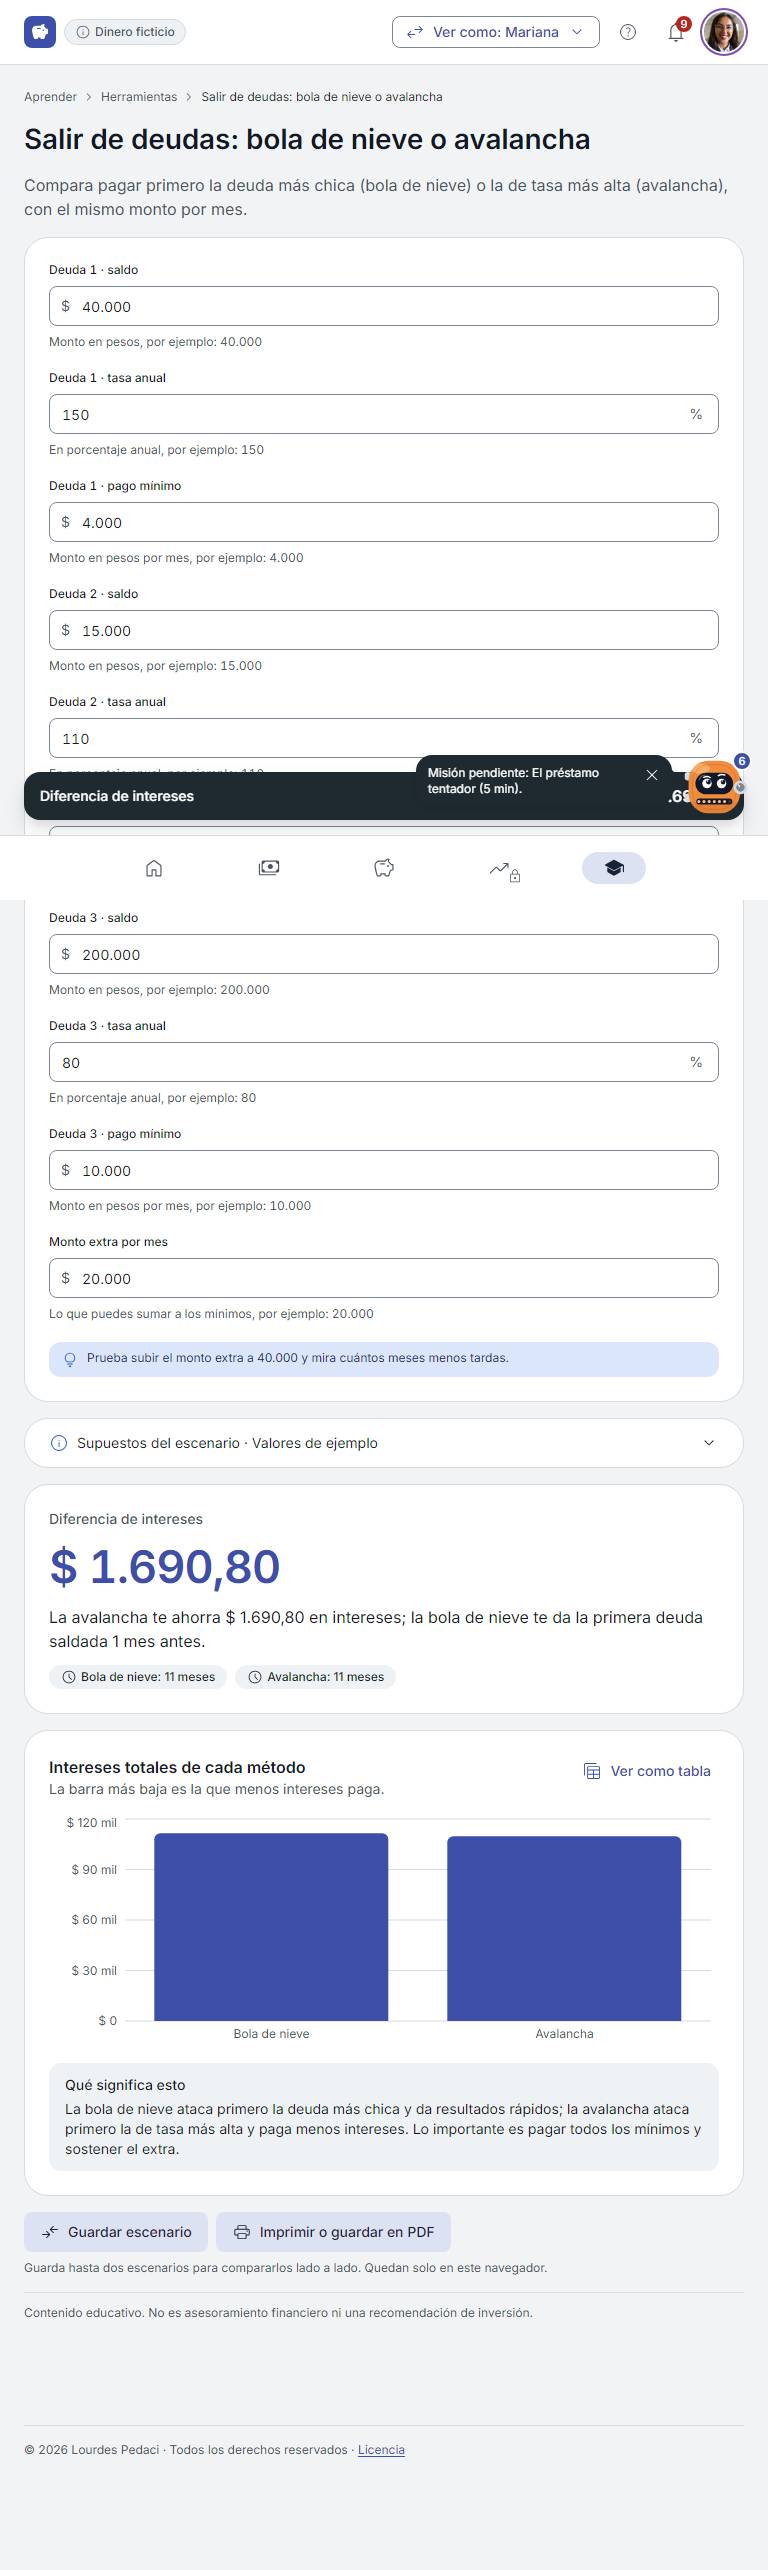 Dinero ficticio
Ver como: Mariana
9
Aprender > Herramientas > Salir de deudas: bola de nieve o avalancha
Salir de deudas: bola de nieve o avalancha
Compara pagar primero la deuda más chica (bola de nieve) o la de tasa más alta (avalancha),
con el mismo monto por mes.
Deuda 1 · saldo
$ 40.000
Monto en pesos, por ejemplo: 40.000
Deuda 1 · tasa anual
150 %
En porcentaje anual, por ejemplo: 150
Deuda 1 · pago mínimo
$ 4.000
Monto en pesos por mes, por ejemplo: 4.000
Deuda 2 · saldo
$ 15.000
Monto en pesos, por ejemplo: 15.000
Deuda 2 · tasa anual
110 %
6
Misión pendiente: El préstamo
tentador (5 min).
Diferencia de intereses
Deuda 3 · saldo
$ 200.000
Monto en pesos, por ejemplo: 200.000
Deuda 3 · tasa anual
80 %
En porcentaje anual, por ejemplo: 80
Deuda 3 · pago mínimo
$ 10.000
Monto en pesos por mes, por ejemplo: 10.000
Monto extra por mes
$ 20.000
Lo que puedes sumar a los mínimos, por ejemplo: 20.000
Prueba subir el monto extra a 40.000 y mira cuántos meses menos tardas.
Supuestos del escenario · Valores de ejemplo
Diferencia de intereses
$ 1.690,80
La avalancha te ahorra $ 1.690,80 en intereses; la bola de nieve te da la primera deuda
saldada 1 mes antes.
Bola de nieve: 11 meses
Avalancha: 11 meses
Intereses totales de cada método
Ver como tabla
La barra más baja es la que menos intereses paga.
$ 120 mil
$ 90 mil
$ 60 mil
$ 30 mil
$ 0
Bola de nieve
Avalancha
Qué significa esto
La bola de nieve ataca primero la deuda más chica y da resultados rápidos; la avalancha ataca
primero la de tasa más alta y paga menos intereses. Lo importante es pagar todos los mínimos y
sostener el extra.
Guardar escenario
Imprimir o guardar en PDF
Guarda hasta dos escenarios para compararlos lado a lado. Quedan solo en este navegador.
Contenido educativo. No es asesoramiento financiero ni una recomendación de inversión.
© 2026 Lourdes Pedaci · Todos los derechos reservados · Licencia